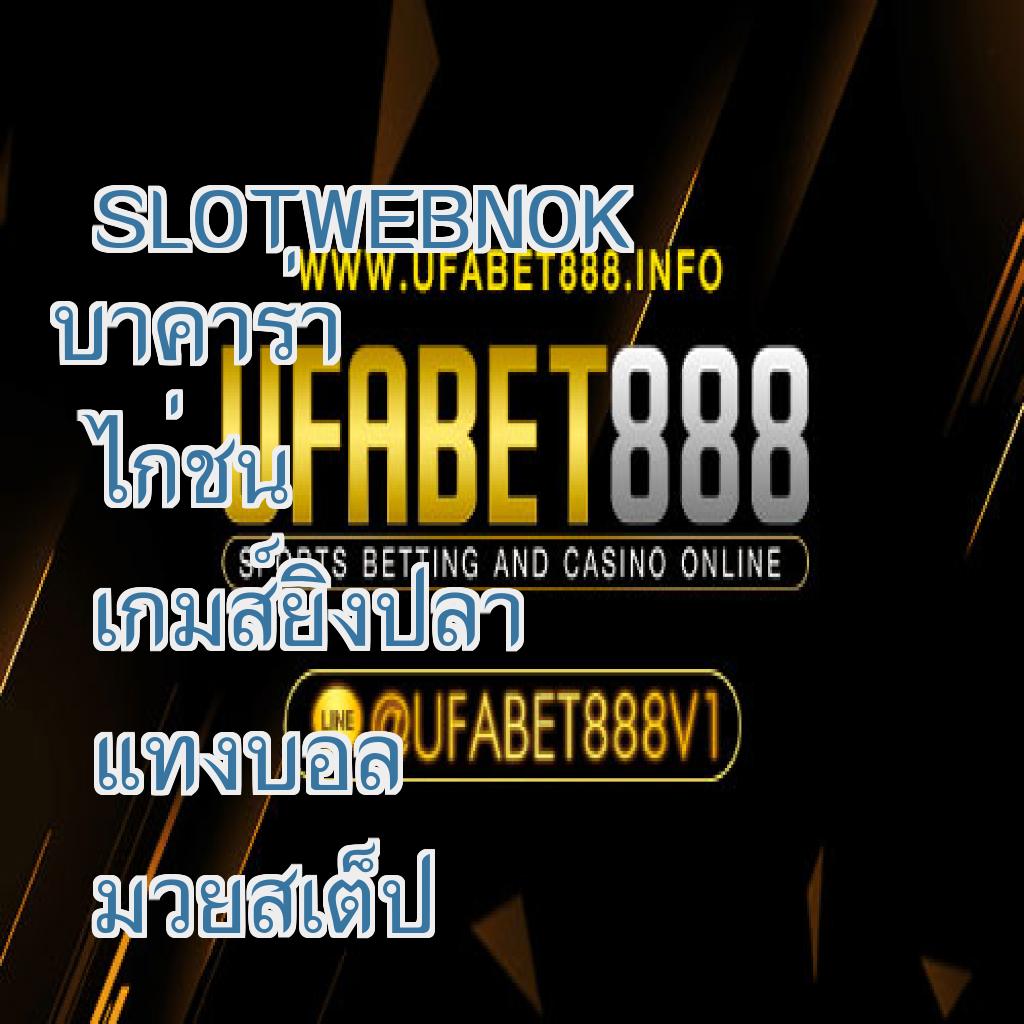 SLOTWEBNOK
WWW.UFABET888.INFO
บาคาร่า
UFABET888
ไก่ชน
SPORTS BETTING AND CASINO ONLINE
เกมส์ยิงปลา
LINE @UFABET888V1
แทงบอล
มวยสเต็ป